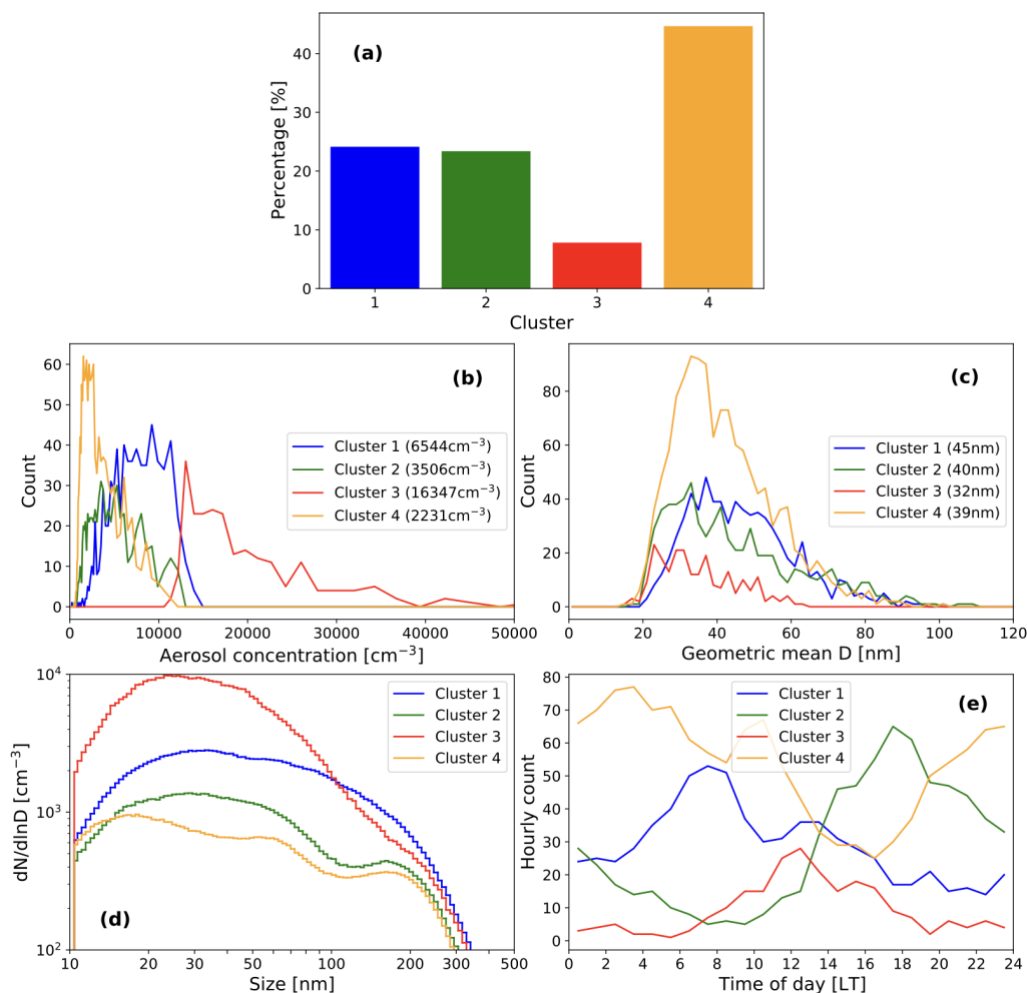 (a)
Percentage [%]
40
30
20
10
0
1 2 3 4
Cluster
(b)
Count
60
50
40
30
20
10
0
Cluster 1 (6544cm⁻³)
Cluster 2 (3506cm⁻³)
Cluster 3 (16347cm⁻³)
Cluster 4 (2231cm⁻³)
0 10000 20000 30000 40000 50000
Aerosol concentration [cm⁻³]
(c)
Count
80
60
40
20
0
Cluster 1 (45nm)
Cluster 2 (40nm)
Cluster 3 (32nm)
Cluster 4 (39nm)
0 20 40 60 80 100 120
Geometric mean D [nm]
dN/dlnD [cm⁻³]
10⁴
10³
10²
Cluster 1
Cluster 2
Cluster 3
Cluster 4
(d)
10 20 30 50 100 200 300 500
Size [nm]
(e)
Hourly count
80
70
60
50
40
30
20
10
0
Cluster 1
Cluster 2
Cluster 3
Cluster 4
0 2 4 6 8 10 12 14 16 18 20 22 24
Time of day [LT]